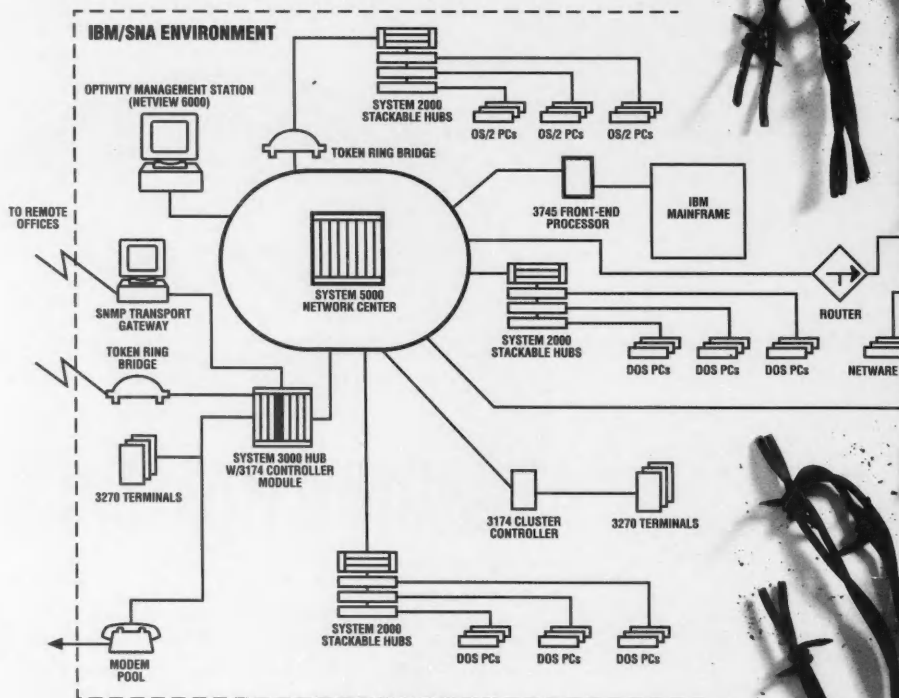 IBM/SNA ENVIRONMENT
OPTIVITY MANAGEMENT STATION
(NETVIEW 6000)
SYSTEM 2000
STACKABLE HUBS
OS/2 PCs
OS/2 PCs
OS/2 PCs
TOKEN RING BRIDGE
3745 FRONT-END
PROCESSOR
IBM
MAINFRAME
TO REMOTE
OFFICES
SNMP TRANSPORT
GATEWAY
SYSTEM 5000
NETWORK CENTER
ROUTER
SYSTEM 2000
STACKABLE HUBS
DOS PCs
DOS PCs
DOS PCs
NETWARE
TOKEN RING
BRIDGE
SYSTEM 3000 HUB
W/3174 CONTROLLER
MODULE
3270 TERMINALS
3174 CLUSTER
CONTROLLER
3270 TERMINALS
SYSTEM 2000
STACKABLE HUBS
DOS PCs
DOS PCs
DOS PCs
MODEM
POOL